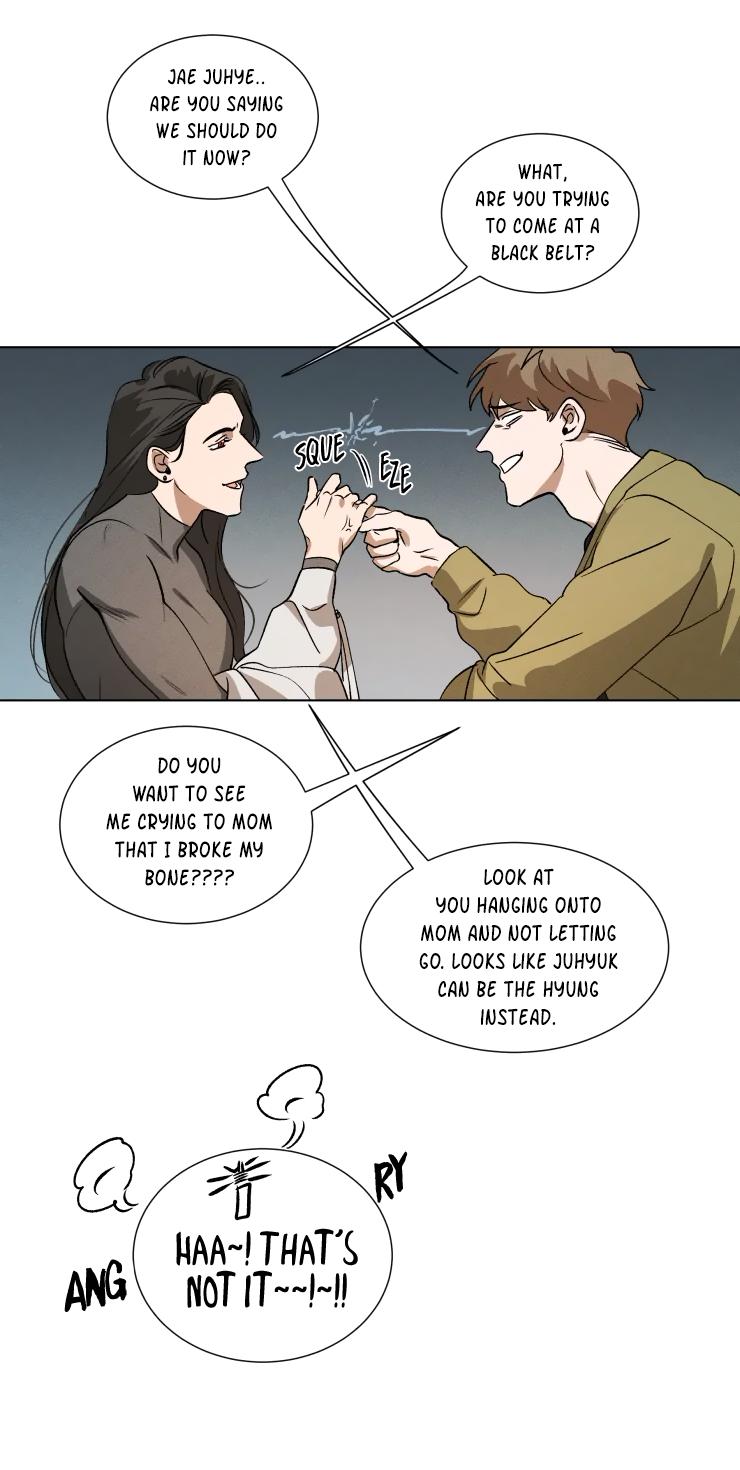 JAE JUHYE..
ARE YOU SAYING
WE SHOULD DO
IT NOW?
WHAT,
ARE YOU TRYING
TO COME AT A
BLACK BELT?
SQUE
EZE
DO YOU
WANT TO SEE
ME CRYING TO MOM
THAT I BROKE MY
BONE????
LOOK AT
YOU HANGING ONTO
MOM AND NOT LETTING
GO. LOOKS LIKE JUHYUK
CAN BE THE HYUNG
INSTEAD.
ANG
RY
HAA~! THAT'S
NOT IT~~!~!!